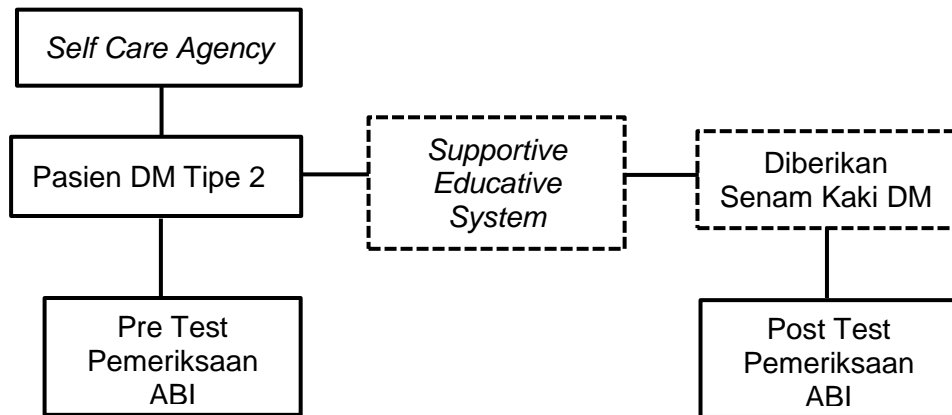 Self Care Agency
Pasien DM Tipe 2
Supportive
Educative
System
Diberikan
Senam Kaki DM
Pre Test
Pemeriksaan
ABI
Post Test
Pemeriksaan
ABI